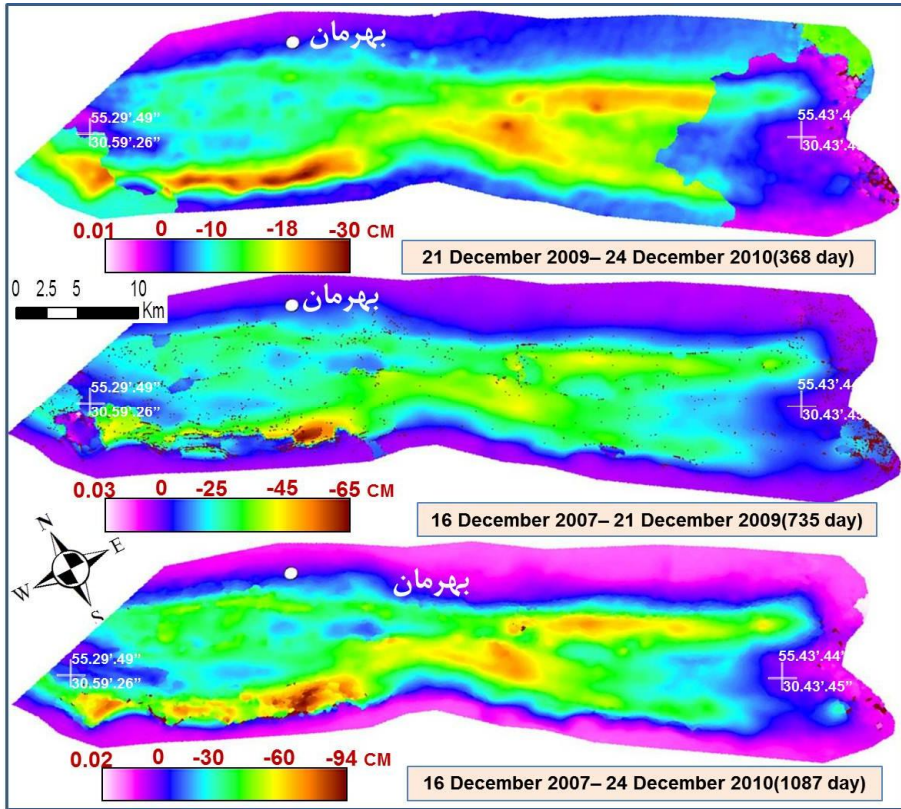 بهرمان
55.29'.49"
30.59'.26"
55.43'.4
30.43'.4
0.01 0 -10 -18 -30 CM
21 December 2009– 24 December 2010(368 day)
0 2.5 5 10
Km
بهرمان
55.29'.49"
30.59'.26"
55.43'.4
30.43'.45
0.03 0 -25 -45 -65 CM
16 December 2007– 21 December 2009(735 day)
N
E
W
S
بهرمان
55.29'.49"
30.59'.26"
55.43'.44'
30.43'.45"
0.02 0 -30 -60 -94 CM
16 December 2007– 24 December 2010(1087 day)